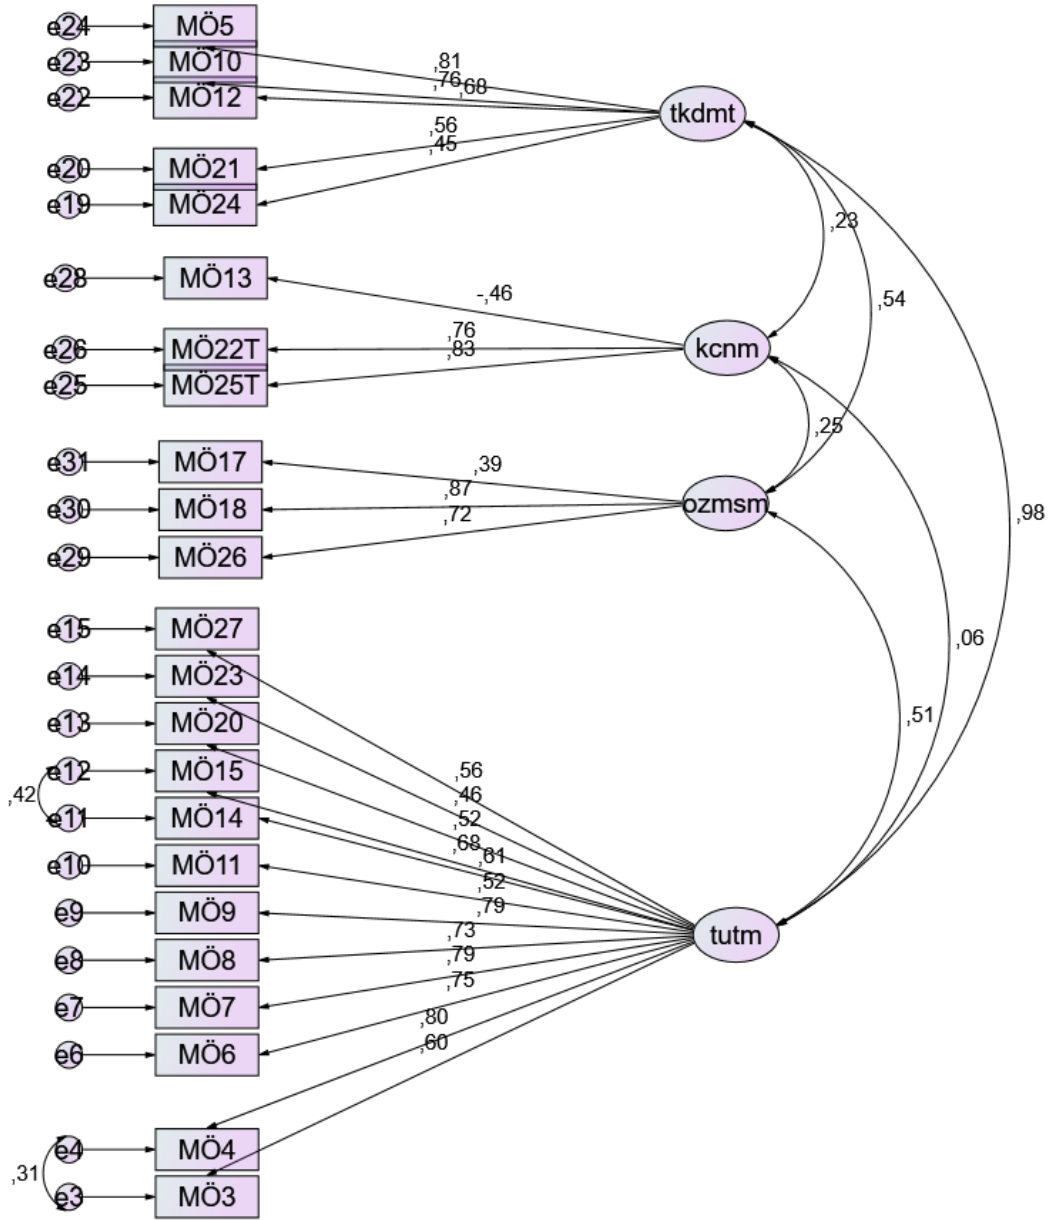 e24 MÖ5
e23 MÖ10
,81
,76 ,68
e22 MÖ12
tkdmt
,56
,45
e20 MÖ21
e19 MÖ24
,23
e28 MÖ13
-,46
,54
,76
,83
e26 MÖ22T
kcnm
e25 MÖ25T
,25
e31 MÖ17
,39
,87
,72
e30 MÖ18
ozmsm
e29 MÖ26
,98
e15 MÖ27
,06
e14 MÖ23
e13 MÖ20
,51
e12 MÖ15
,42
e11 MÖ14
,56
,46
,52
,68 ,61
,52
,79
,73
,79
,75
,80
,60
e10 MÖ11
e9 MÖ9
tutm
e8 MÖ8
e7 MÖ7
e6 MÖ6
e4 MÖ4
,31
e3 MÖ3